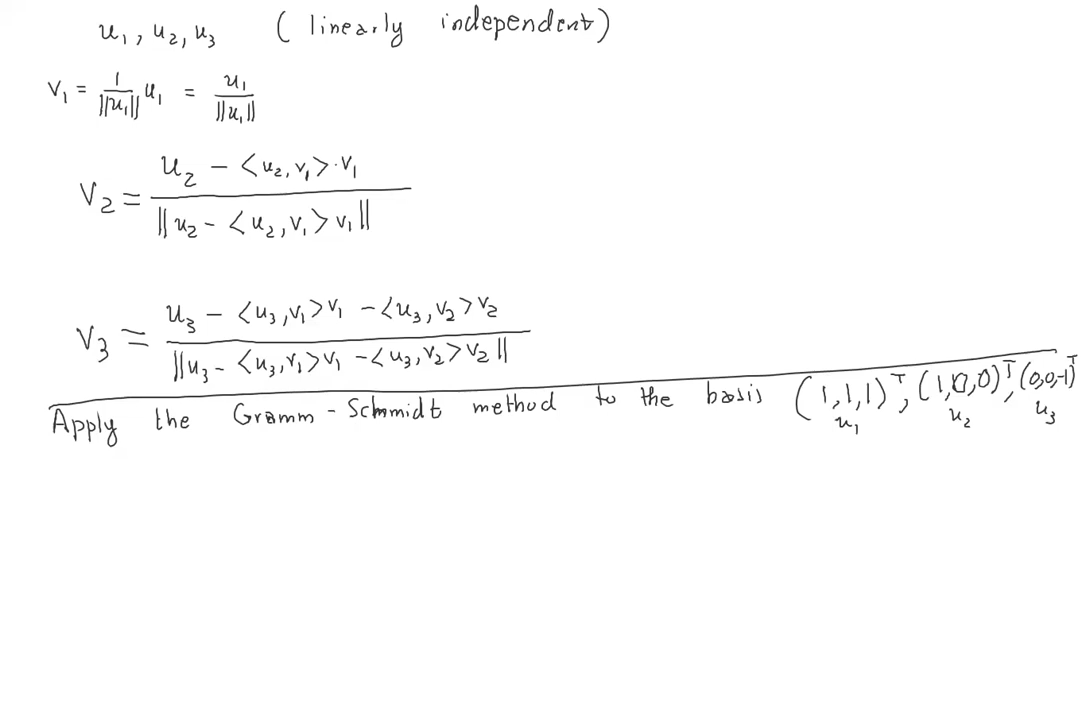 u₁, u₂, u₃ (linearly independent)
v₁ = 1/||u₁|| u₁ = u₁/||u₁||
v₂ = (u₂ − <u₂, v₁>·v₁) / ||u₂ − <u₂, v₁> v₁||
v₃ = (u₃ − <u₃, v₁>v₁ − <u₃, v₂>v₂) / ||u₃ − <u₃, v₁>v₁ − <u₃, v₂>v₂||
Apply the Gramm-Schmidt method to the basis (1,1,1)ᵀ, (1,0,0)ᵀ, (0,0,-1)ᵀ
u₁ u₂ u₃